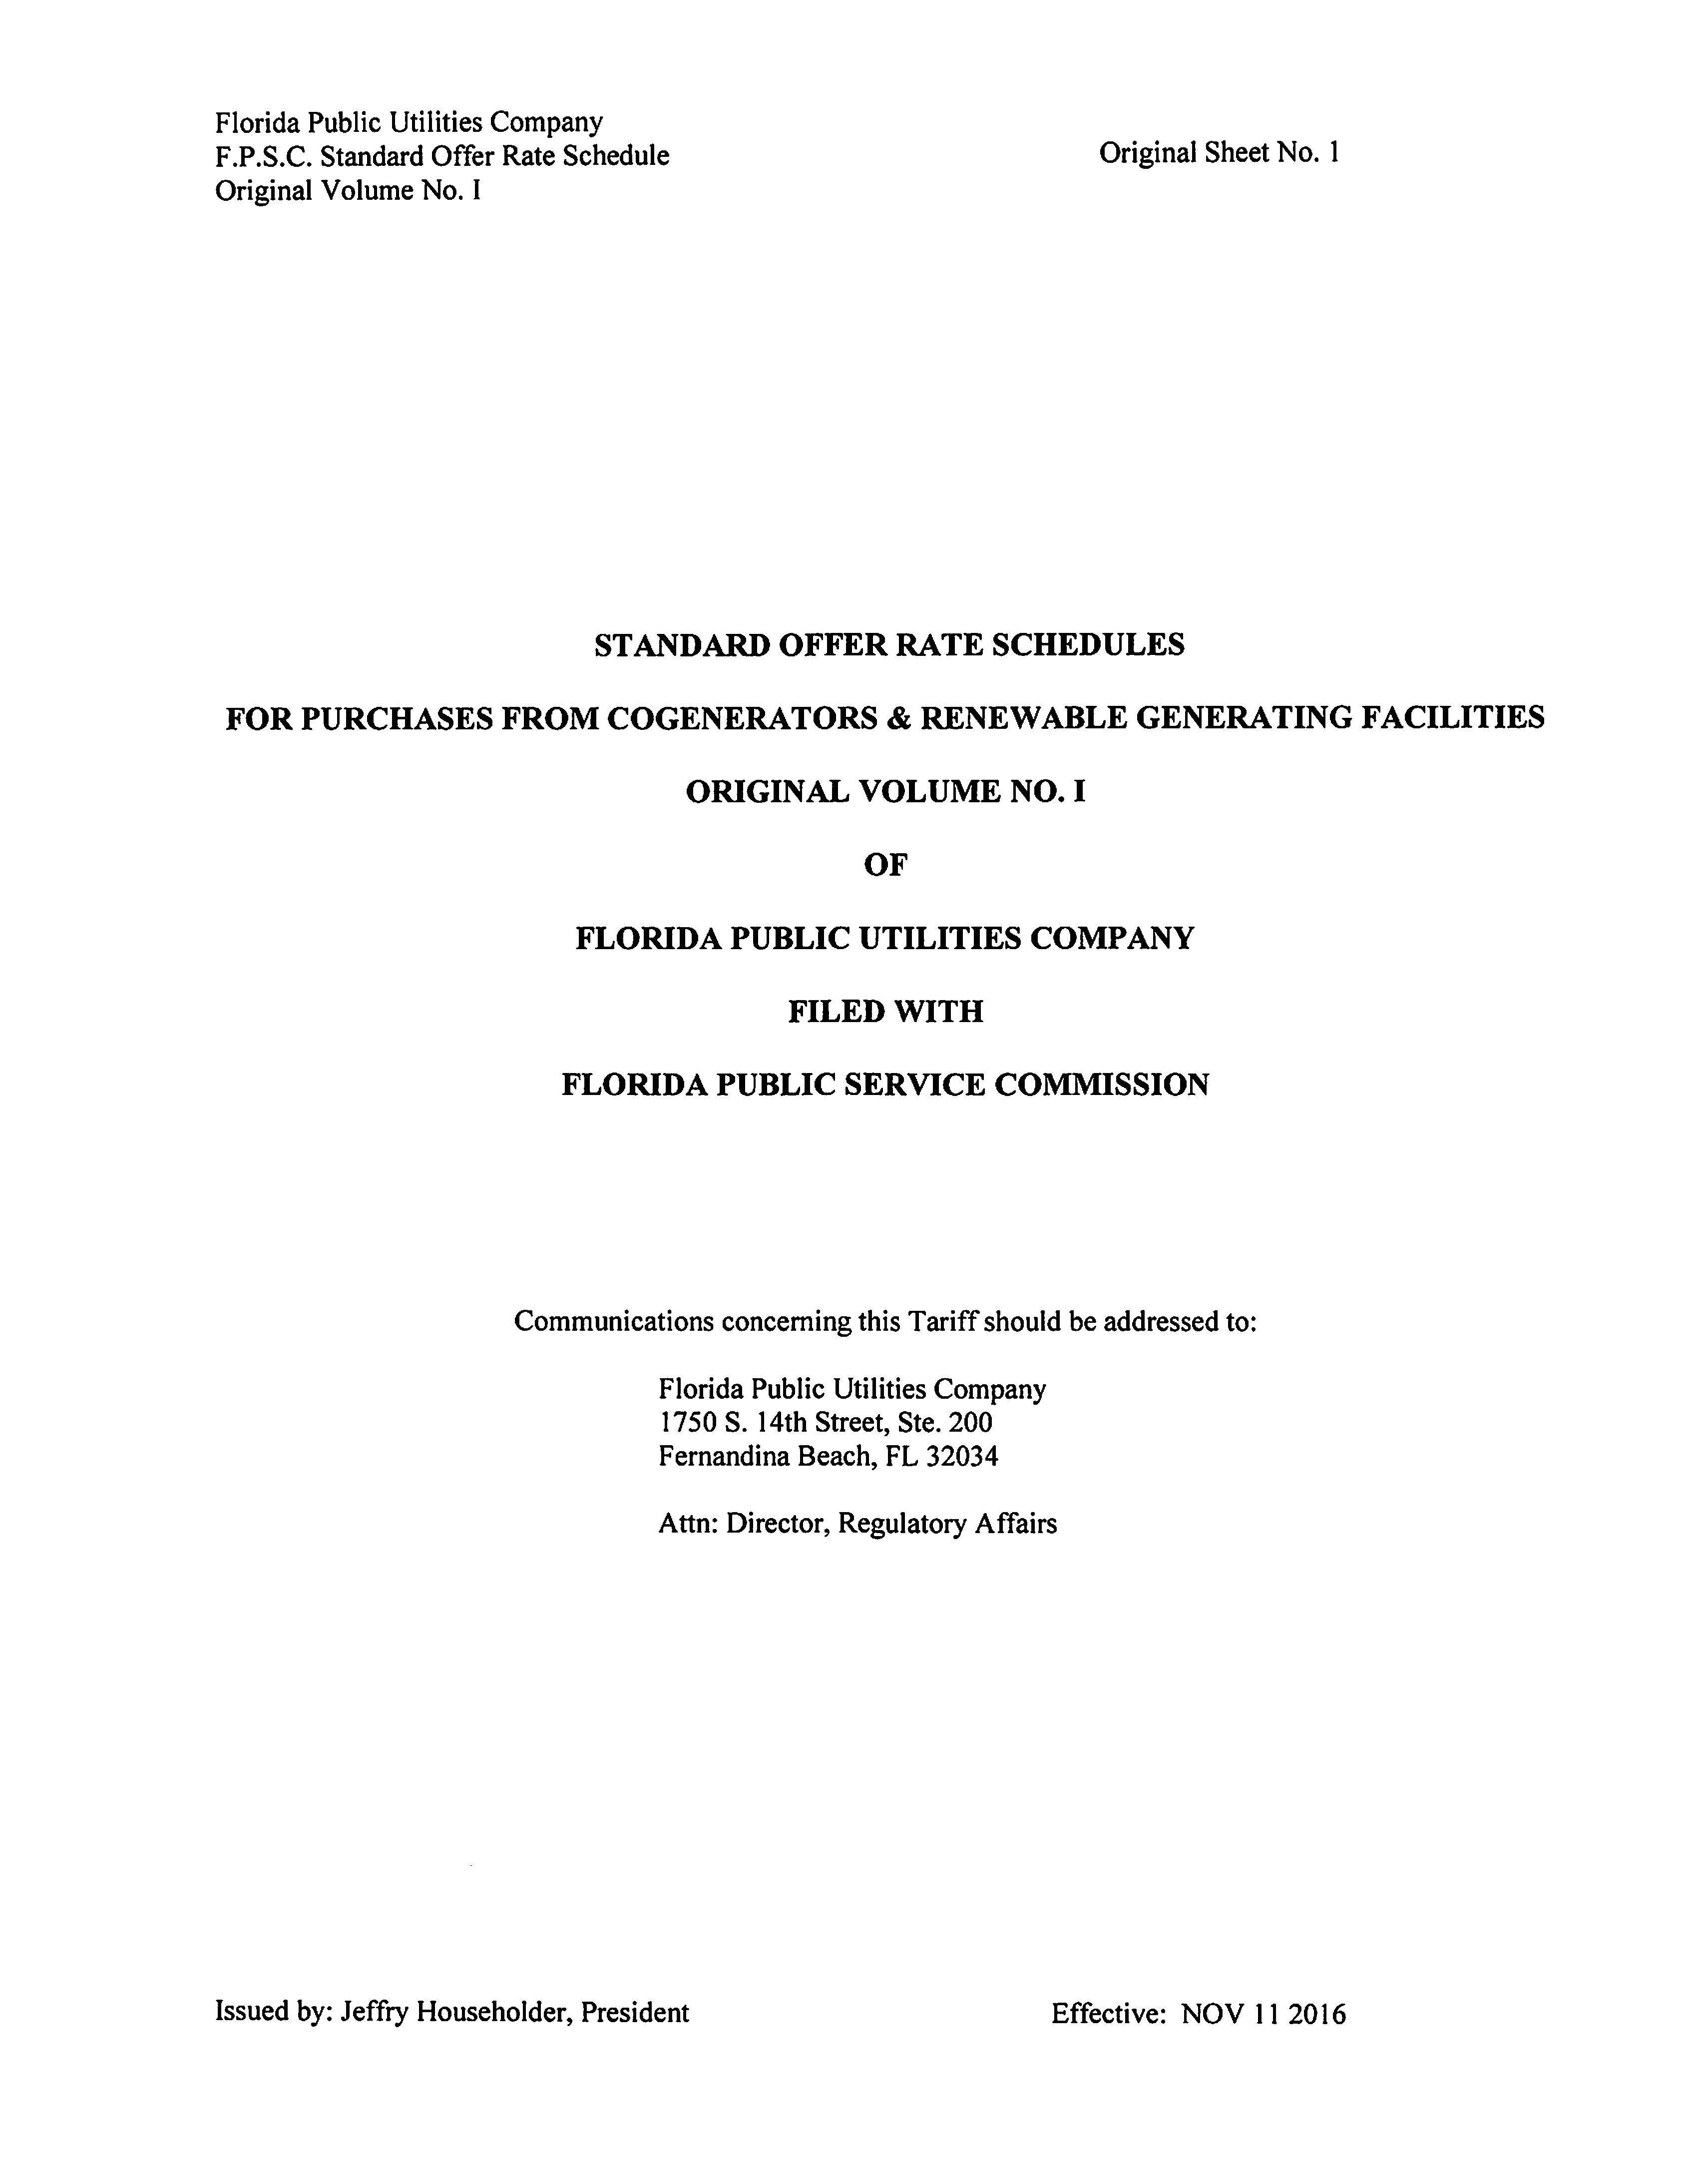 Florida Public Utilities Company
F.P.S.C. Standard Offer Rate Schedule
Original Sheet No. 1
Original Volume No. I
STANDARD OFFER RATE SCHEDULES
FOR PURCHASES FROM COGENERATORS & RENEWABLE GENERATING FACILITIES
ORIGINAL VOLUME NO. I
OF
FLORIDA PUBLIC UTILITIES COMPANY
FILED WITH
FLORIDA PUBLIC SERVICE COMMISSION
Communications concerning this Tariff should be addressed to:
Florida Public Utilities Company
1750 S. 14th Street, Ste. 200
Fernandina Beach, FL 32034
Attn: Director, Regulatory Affairs
Issued by: Jeffry Householder, President
Effective: NOV 11 2016